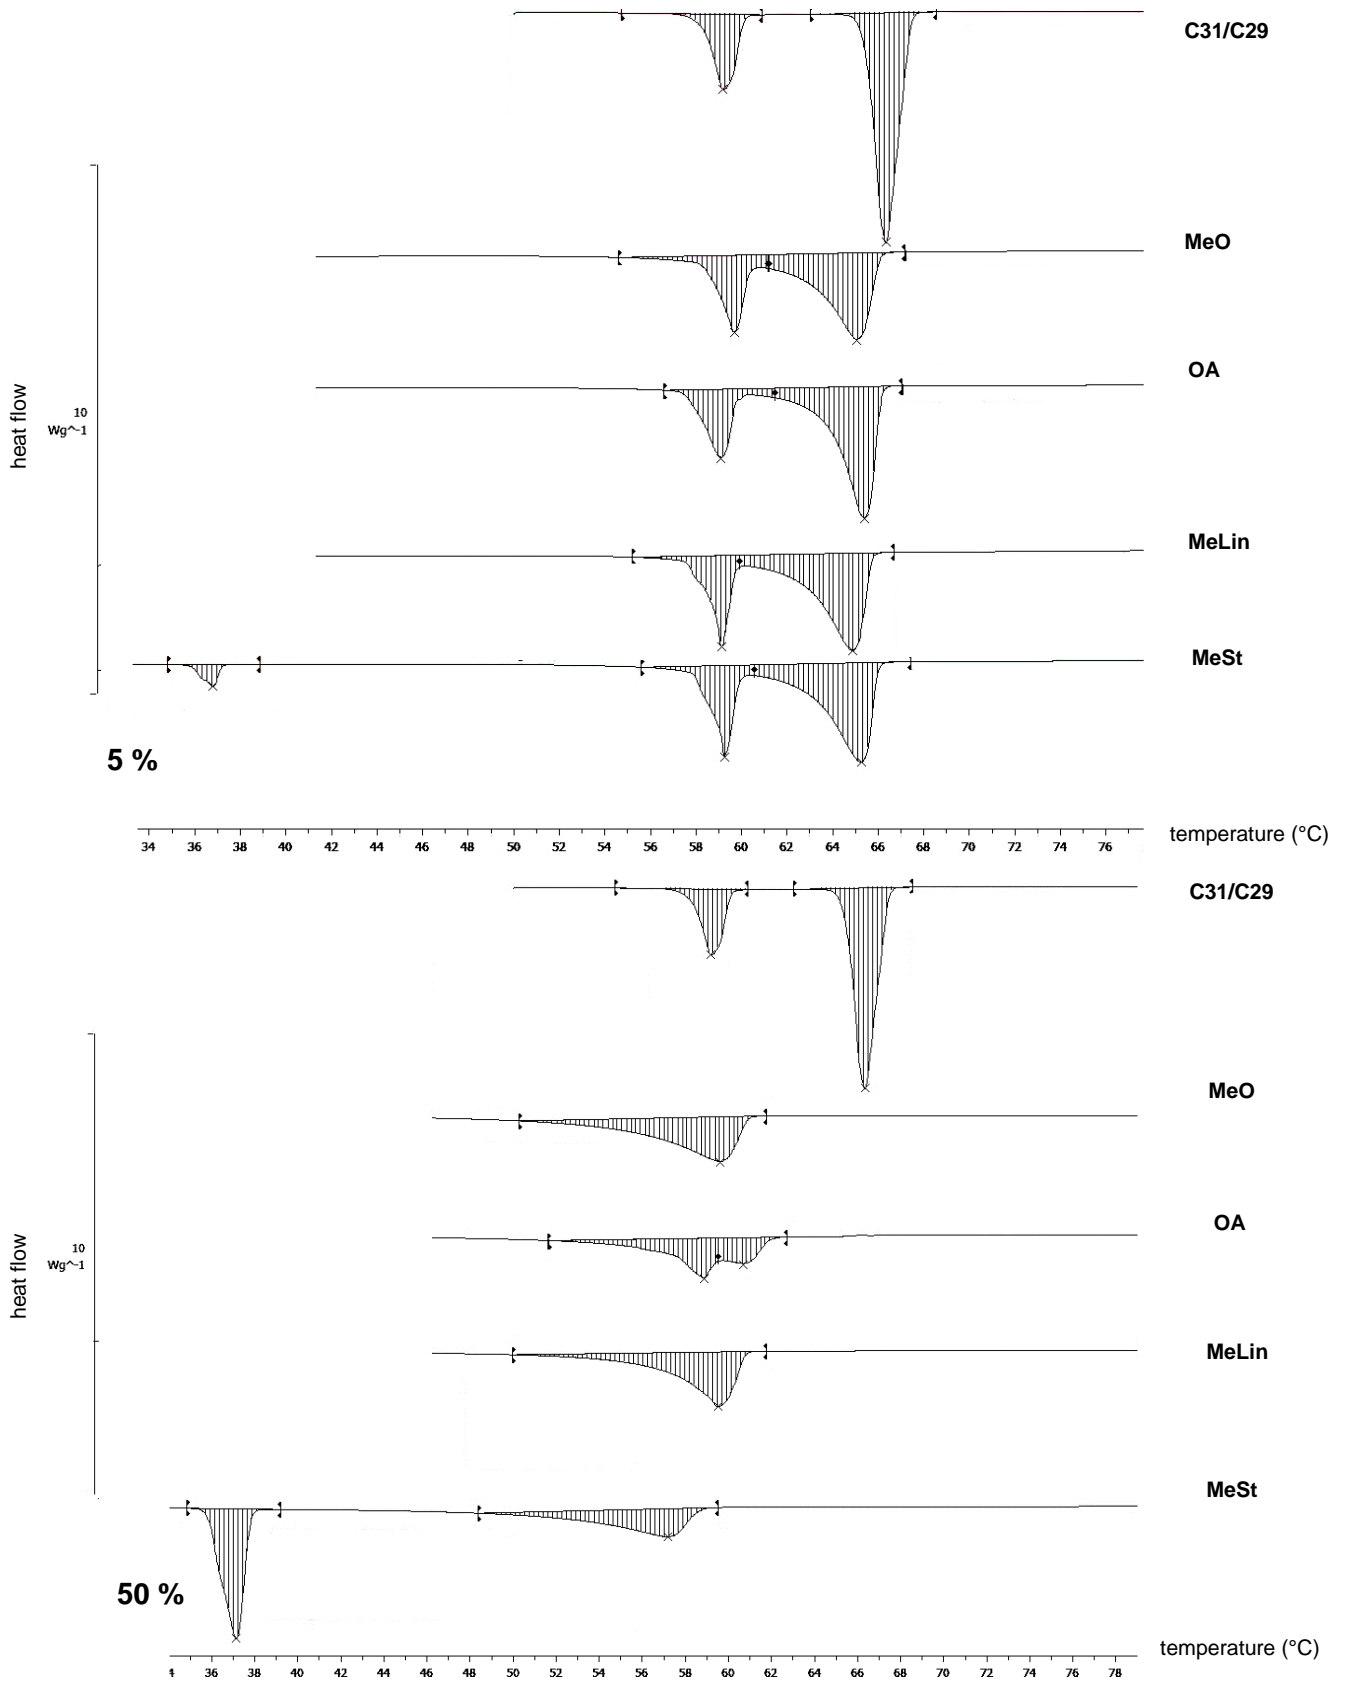 C31/C29
MeO
OA
heat flow
10
Wg^-1
MeLin
MeSt
5 %
34 36 38 40 42 44 46 48 50 52 54 56 58 60 62 64 66 68 70 72 74 76
temperature (°C)
C31/C29
MeO
OA
heat flow
10
Wg^-1
MeLin
MeSt
50 %
temperature (°C)
4 36 38 40 42 44 46 48 50 52 54 56 58 60 62 64 66 68 70 72 74 76 78